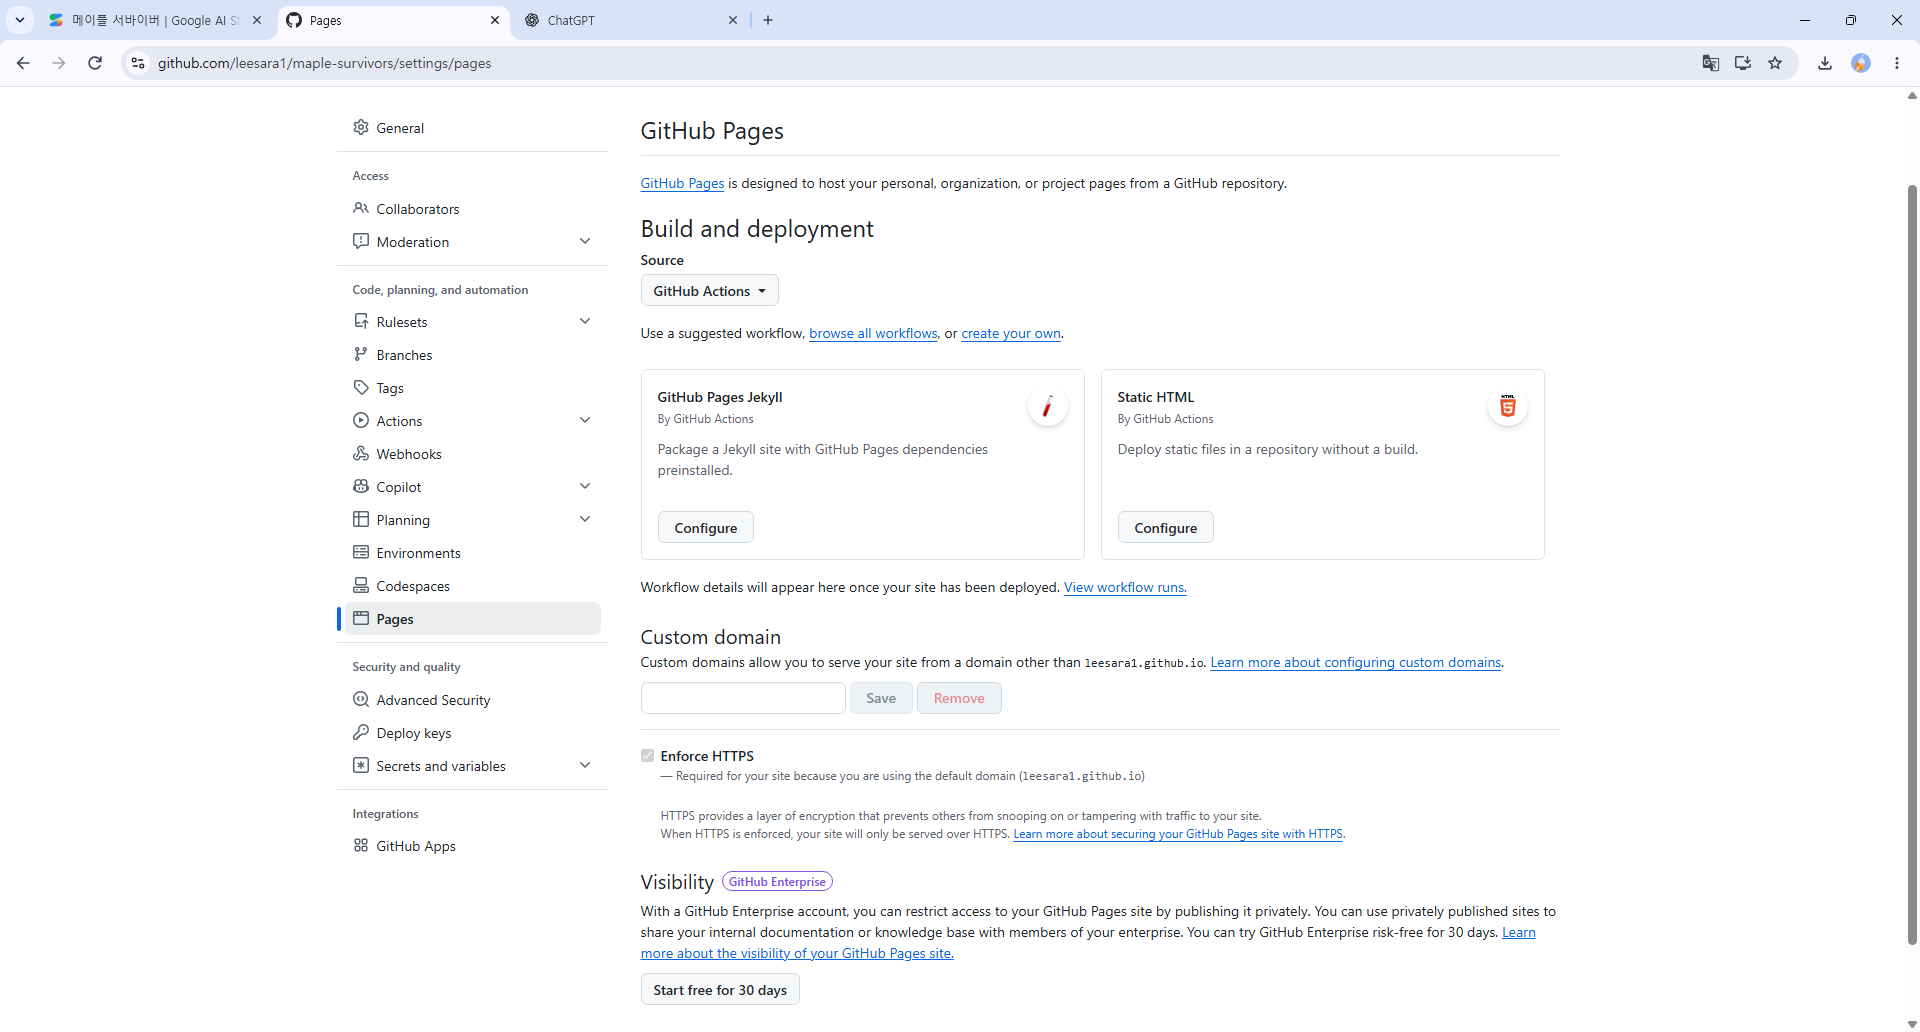 메이플 서바이버 | Google AI St
Pages
ChatGPT
github.com/leesara1/maple-survivors/settings/pages
General
Access
Collaborators
Moderation
Code, planning, and automation
Rulesets
Branches
Tags
Actions
Webhooks
Copilot
Planning
Environments
Codespaces
Pages
Security and quality
Advanced Security
Deploy keys
Secrets and variables
Integrations
GitHub Apps
GitHub Pages
GitHub Pages is designed to host your personal, organization, or project pages from a GitHub repository.
Build and deployment
Source
GitHub Actions
Use a suggested workflow, browse all workflows, or create your own.
GitHub Pages Jekyll
By GitHub Actions
Package a Jekyll site with GitHub Pages dependencies
preinstalled.
Configure
Static HTML
By GitHub Actions
Deploy static files in a repository without a build.
Configure
HTML
5
Workflow details will appear here once your site has been deployed. View workflow runs.
Custom domain
Custom domains allow you to serve your site from a domain other than leesara1.github.io. Learn more about configuring custom domains.
Save
Remove
Enforce HTTPS
— Required for your site because you are using the default domain (leesara1.github.io)
HTTPS provides a layer of encryption that prevents others from snooping on or tampering with traffic to your site.
When HTTPS is enforced, your site will only be served over HTTPS. Learn more about securing your GitHub Pages site with HTTPS.
Visibility GitHub Enterprise
With a GitHub Enterprise account, you can restrict access to your GitHub Pages site by publishing it privately. You can use privately published sites to
share your internal documentation or knowledge base with members of your enterprise. You can try GitHub Enterprise risk-free for 30 days. Learn
more about the visibility of your GitHub Pages site.
Start free for 30 days